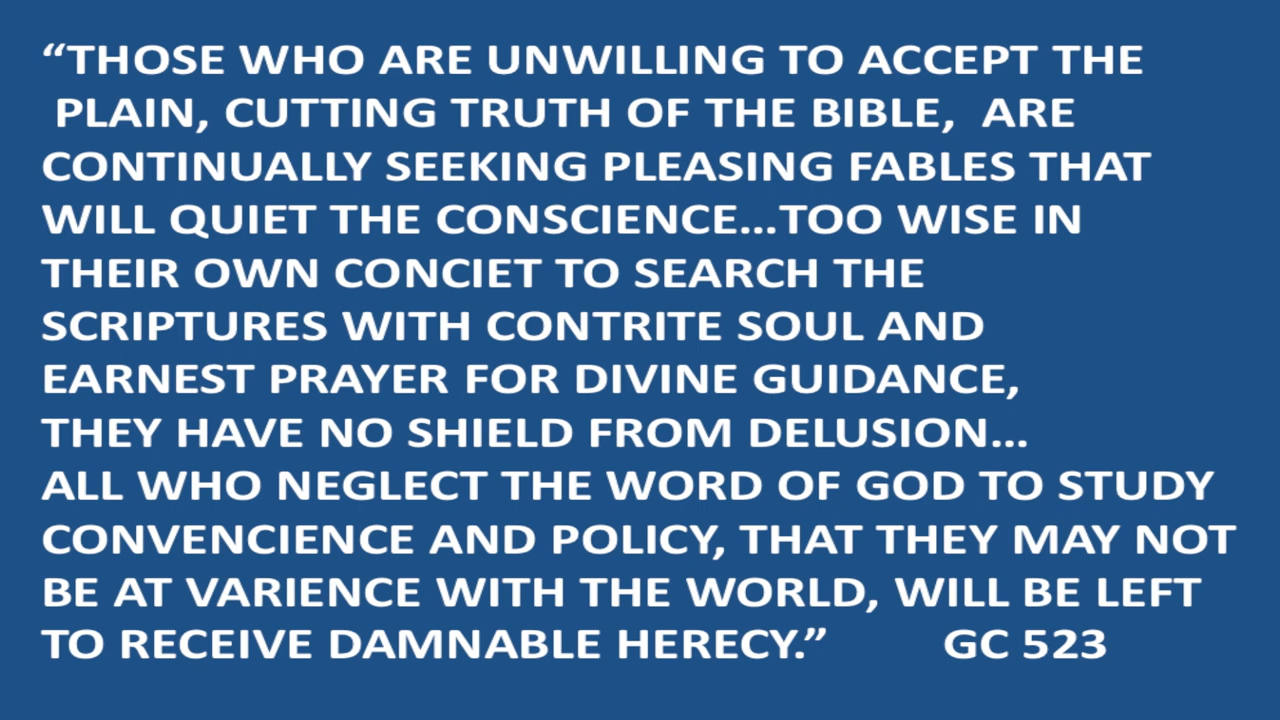 “THOSE WHO ARE UNWILLING TO ACCEPT THE
PLAIN, CUTTING TRUTH OF THE BIBLE, ARE
CONTINUALLY SEEKING PLEASING FABLES THAT
WILL QUIET THE CONSCIENCE...TOO WISE IN
THEIR OWN CONCIET TO SEARCH THE
SCRIPTURES WITH CONTRITE SOUL AND
EARNEST PRAYER FOR DIVINE GUIDANCE,
THEY HAVE NO SHIELD FROM DELUSION...
ALL WHO NEGLECT THE WORD OF GOD TO STUDY
CONVENCIENCE AND POLICY, THAT THEY MAY NOT
BE AT VARIENCE WITH THE WORLD, WILL BE LEFT
TO RECEIVE DAMNABLE HERECY.” GC 523